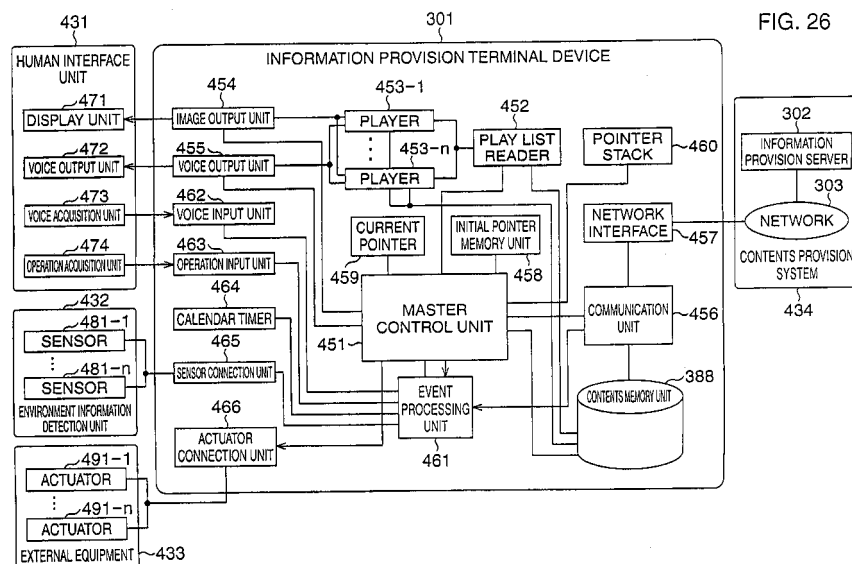 FIG. 26
431
HUMAN INTERFACE
UNIT
471
DISPLAY UNIT
472
VOICE OUTPUT UNIT
473
VOICE ACQUISITION UNIT
474
OPERATION ACQUISITION UNIT
432
481-1
SENSOR
481-n
SENSOR
ENVIRONMENT INFORMATION
DETECTION UNIT
491-1
ACTUATOR
491-n
ACTUATOR
EXTERNAL EQUIPMENT
433
301
INFORMATION PROVISION TERMINAL DEVICE
454
IMAGE OUTPUT UNIT
455
VOICE OUTPUT UNIT
462
VOICE INPUT UNIT
463
OPERATION INPUT UNIT
464
CALENDAR TIMER
465
SENSOR CONNECTION UNIT
466
ACTUATOR
CONNECTION UNIT
453-1
PLAYER
453-n
PLAYER
452
PLAY LIST
READER
POINTER
STACK
460
CURRENT
POINTER
459
INITIAL POINTER
MEMORY UNIT
458
NETWORK
INTERFACE
457
MASTER
CONTROL UNIT
451
COMMUNICATION
UNIT
456
EVENT
PROCESSING
UNIT
461
388
CONTENTS MEMORY UNIT
302
INFORMATION
PROVISION SERVER
303
NETWORK
CONTENTS PROVISION
SYSTEM
434